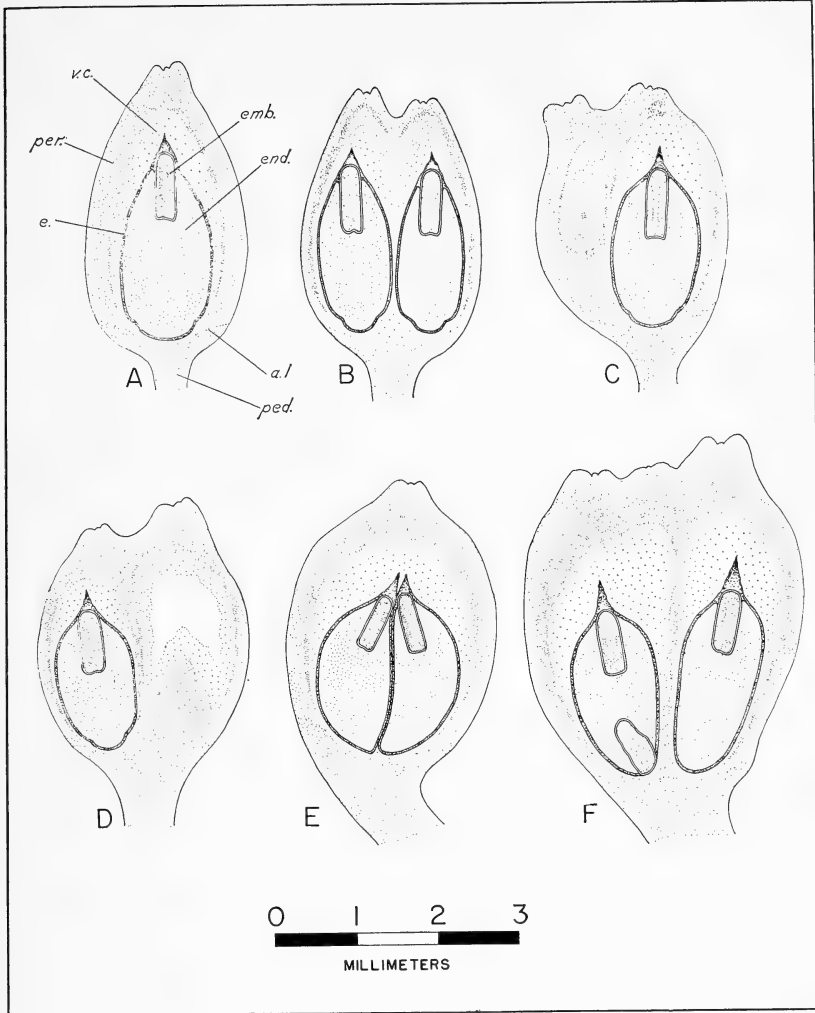 v.c.
emb.
per.
end.
e.
a.l
ped.
A
B
C
D
E
F
0 1 2 3
MILLIMETERS